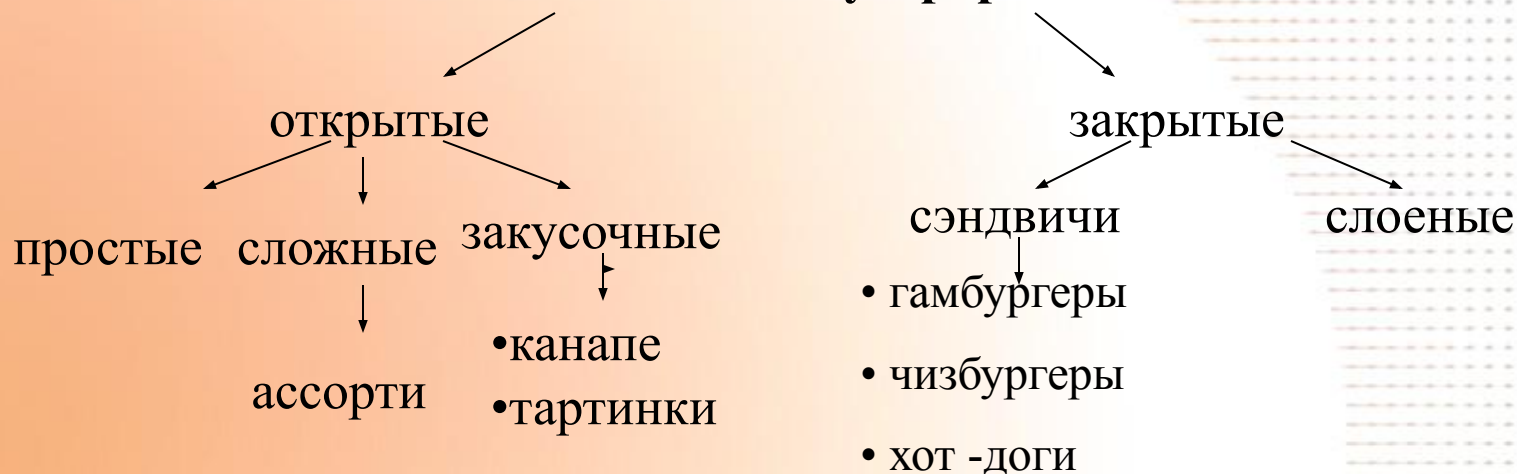 открытые
закрытые
простые
сложные
закусочные
сэндвичи
слоеные
ассорти
•канапе
•тартинки
• гамбургеры
• чизбургеры
• хот -доги